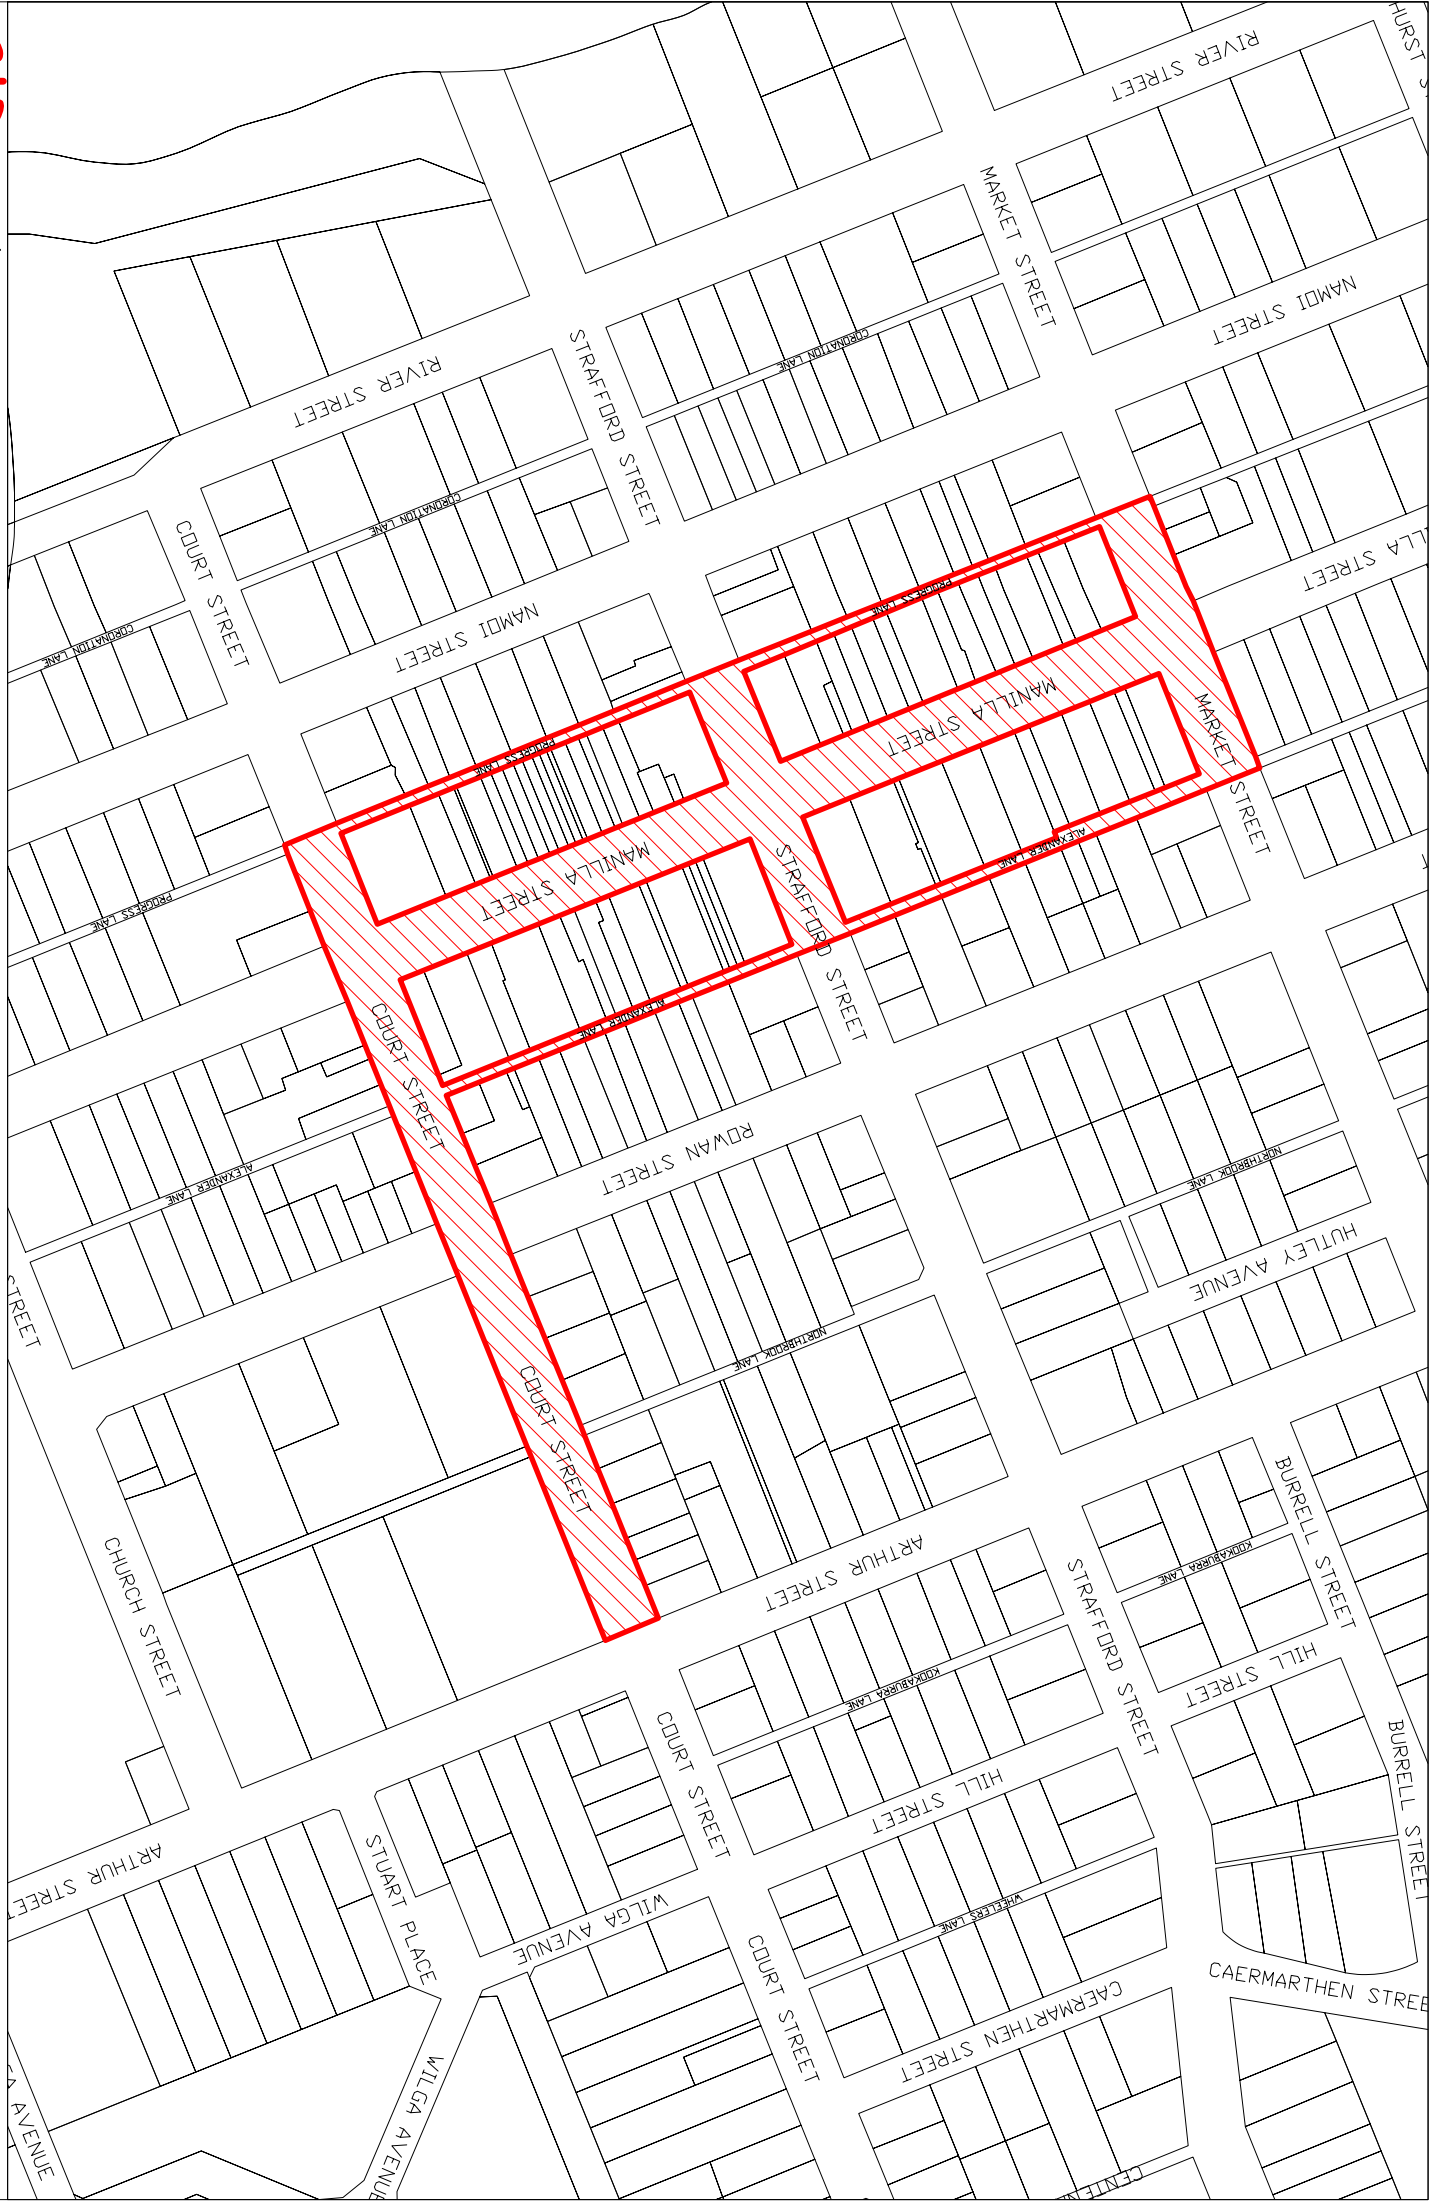 RIVER STREET
MARKET STREET
NAMOI STREET
CORONATION LANE
STRAFFORD STREET
RIVER STREET
CORONATION LANE
COURT STREET
CORONATION LANE
NAMOI STREET
PROGRESS LANE
MANILLA STREET
MARKET STREET
PROGRESS LANE
MANILLA STREET
ALEXANDER LANE
STRAFFORD STREET
PROGRESS LANE
COURT STREET
ALEXANDER LANE
ROWAN STREET
ALEXANDER LANE
NORTHBROOK LANE
HUTLEY AVENUE
STREET
NORTHBROOK LANE
COURT STREET
ARTHUR STREET
BURRELL STREET
KOOKABURRA LANE
CHURCH STREET
STRAFFORD STREET
HILL STREET
KOOKABURRA LANE
COURT STREET
HILL STREET
BURRELL STREET
ARTHUR STREET
STUART PLACE
WILGA AVENUE
WHEELERS LANE
COURT STREET
CAERMARTHEN STREE
CAERMARTHEN STREET
WILGA AVENUE
AVENUE